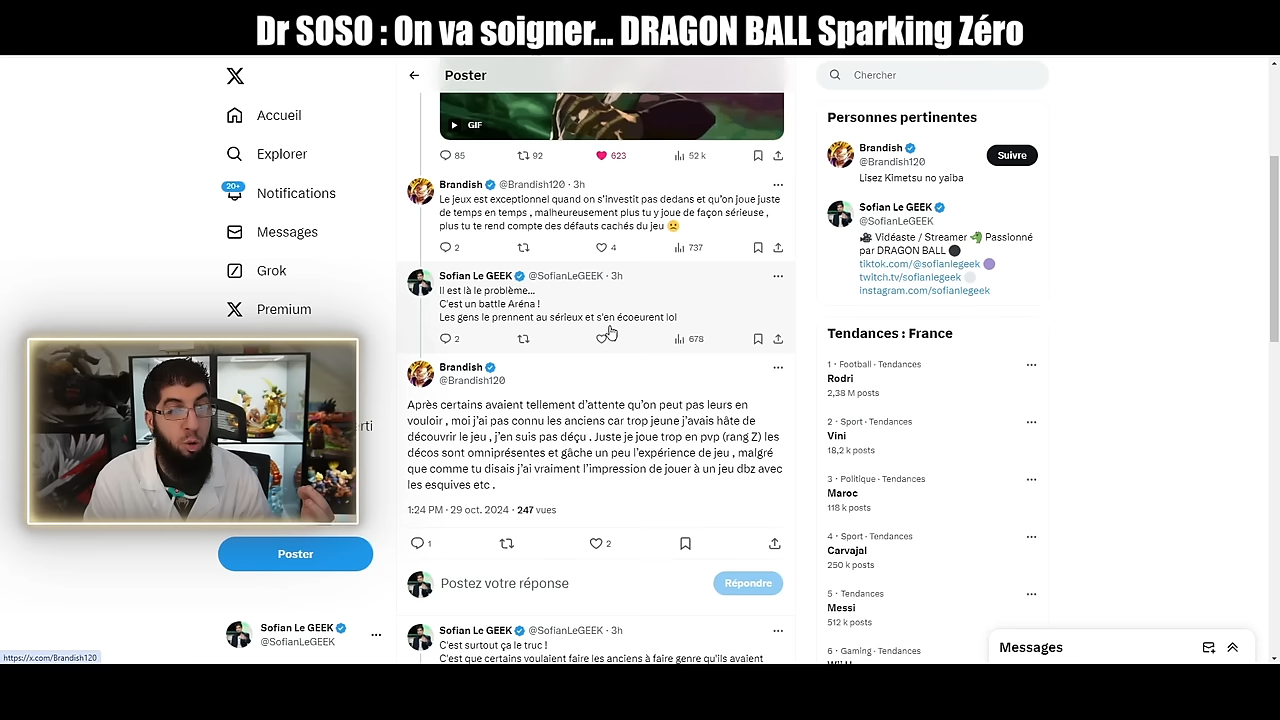 Dr SOSO : On va soigner... DRAGON BALL Sparking Zéro
Accueil
Explorer
20+
Notifications
Messages
Grok
Premium
Poster
Sofian Le GEEK
@SofianLeGEEK
https://x.com/Brandish120
Poster
GIF
85 92 623 52 k
Brandish @Brandish120 · 3h
Le jeux est exceptionnel quand on s'investit pas dedans et qu'on joue juste
de temps en temps , malheureusement plus tu y joue de façon sérieuse ,
plus tu te rend compte des défauts cachés du jeu
2 4 737
Sofian Le GEEK @SofianLeGEEK · 3h
Il est là le problème...
C'est un battle Aréna !
Les gens le prennent au sérieux et s'en écoeurent lol
2 678
Brandish
@Brandish120
Après certains avaient tellement d'attente qu'on peut pas leurs en
vouloir , moi j'ai pas connu les anciens car trop jeune j'avais hâte de
découvrir le jeu , j'en suis pas déçu . Juste je joue trop en pvp (rang Z) les
décos sont omniprésentes et gâche un peu l'expérience de jeu , malgré
que comme tu disais j'ai vraiment l'impression de jouer à un jeu dbz avec
les esquives etc .
1:24 PM · 29 oct. 2024 · 247 vues
1 2
Postez votre réponse
Répondre
Sofian Le GEEK @SofianLeGEEK · 3h
C'est surtout ça le truc !
C'est que certains voulaient faire les anciens à faire genre qu'ils avaient
Chercher
Personnes pertinentes
Brandish
@Brandish120
Suivre
Lisez Kimetsu no yaiba
Sofian Le GEEK
@SofianLeGEEK
Vidéaste / Streamer Passionné
par DRAGON BALL
tiktok.com/@sofianlegeek
twitch.tv/sofianlegeek
instagram.com/sofianlegeek
Tendances : France
1 · Football · Tendances
Rodri
2,38 M posts
2 · Sport · Tendances
Vini
18,2 k posts
3 · Politique · Tendances
Maroc
118 k posts
4 · Sport · Tendances
Carvajal
250 k posts
5 · Tendances
Messi
512 k posts
6 · Gaming · Tendances
Messages